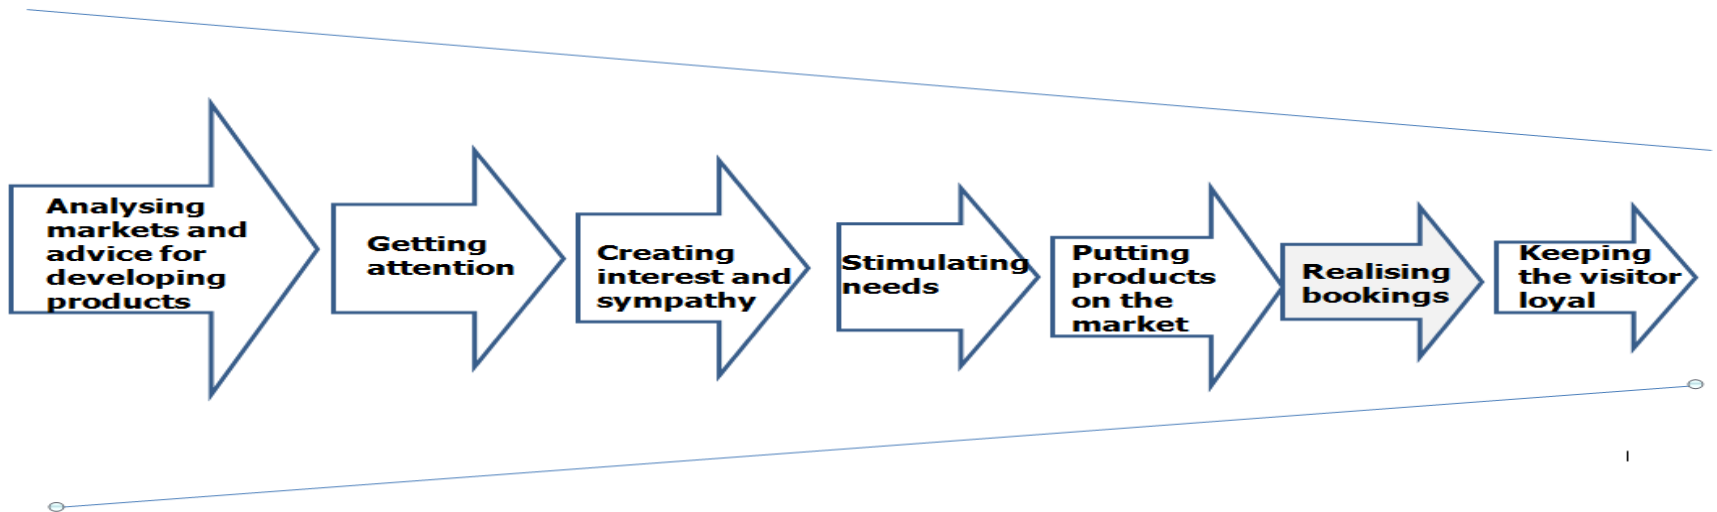 Analysing
markets and
advice for
developing
products
Getting
attention
Creating
interest and
sympathy
Stimulating
needs
Putting
products
on the
market
Realising
bookings
Keeping
the visitor
loyal